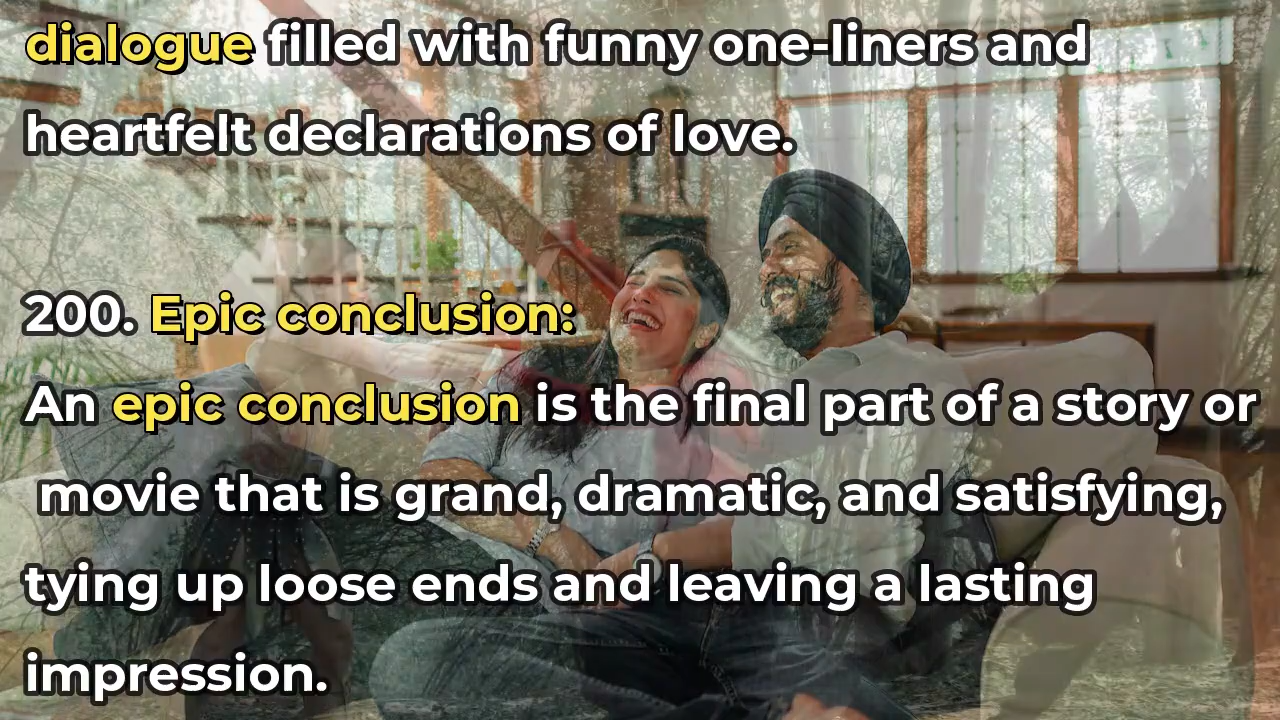 dialogue filled with funny one-liners and
heartfelt declarations of love.
200. Epic conclusion:
An epic conclusion is the final part of a story or
movie that is grand, dramatic, and satisfying,
tying up loose ends and leaving a lasting
impression.